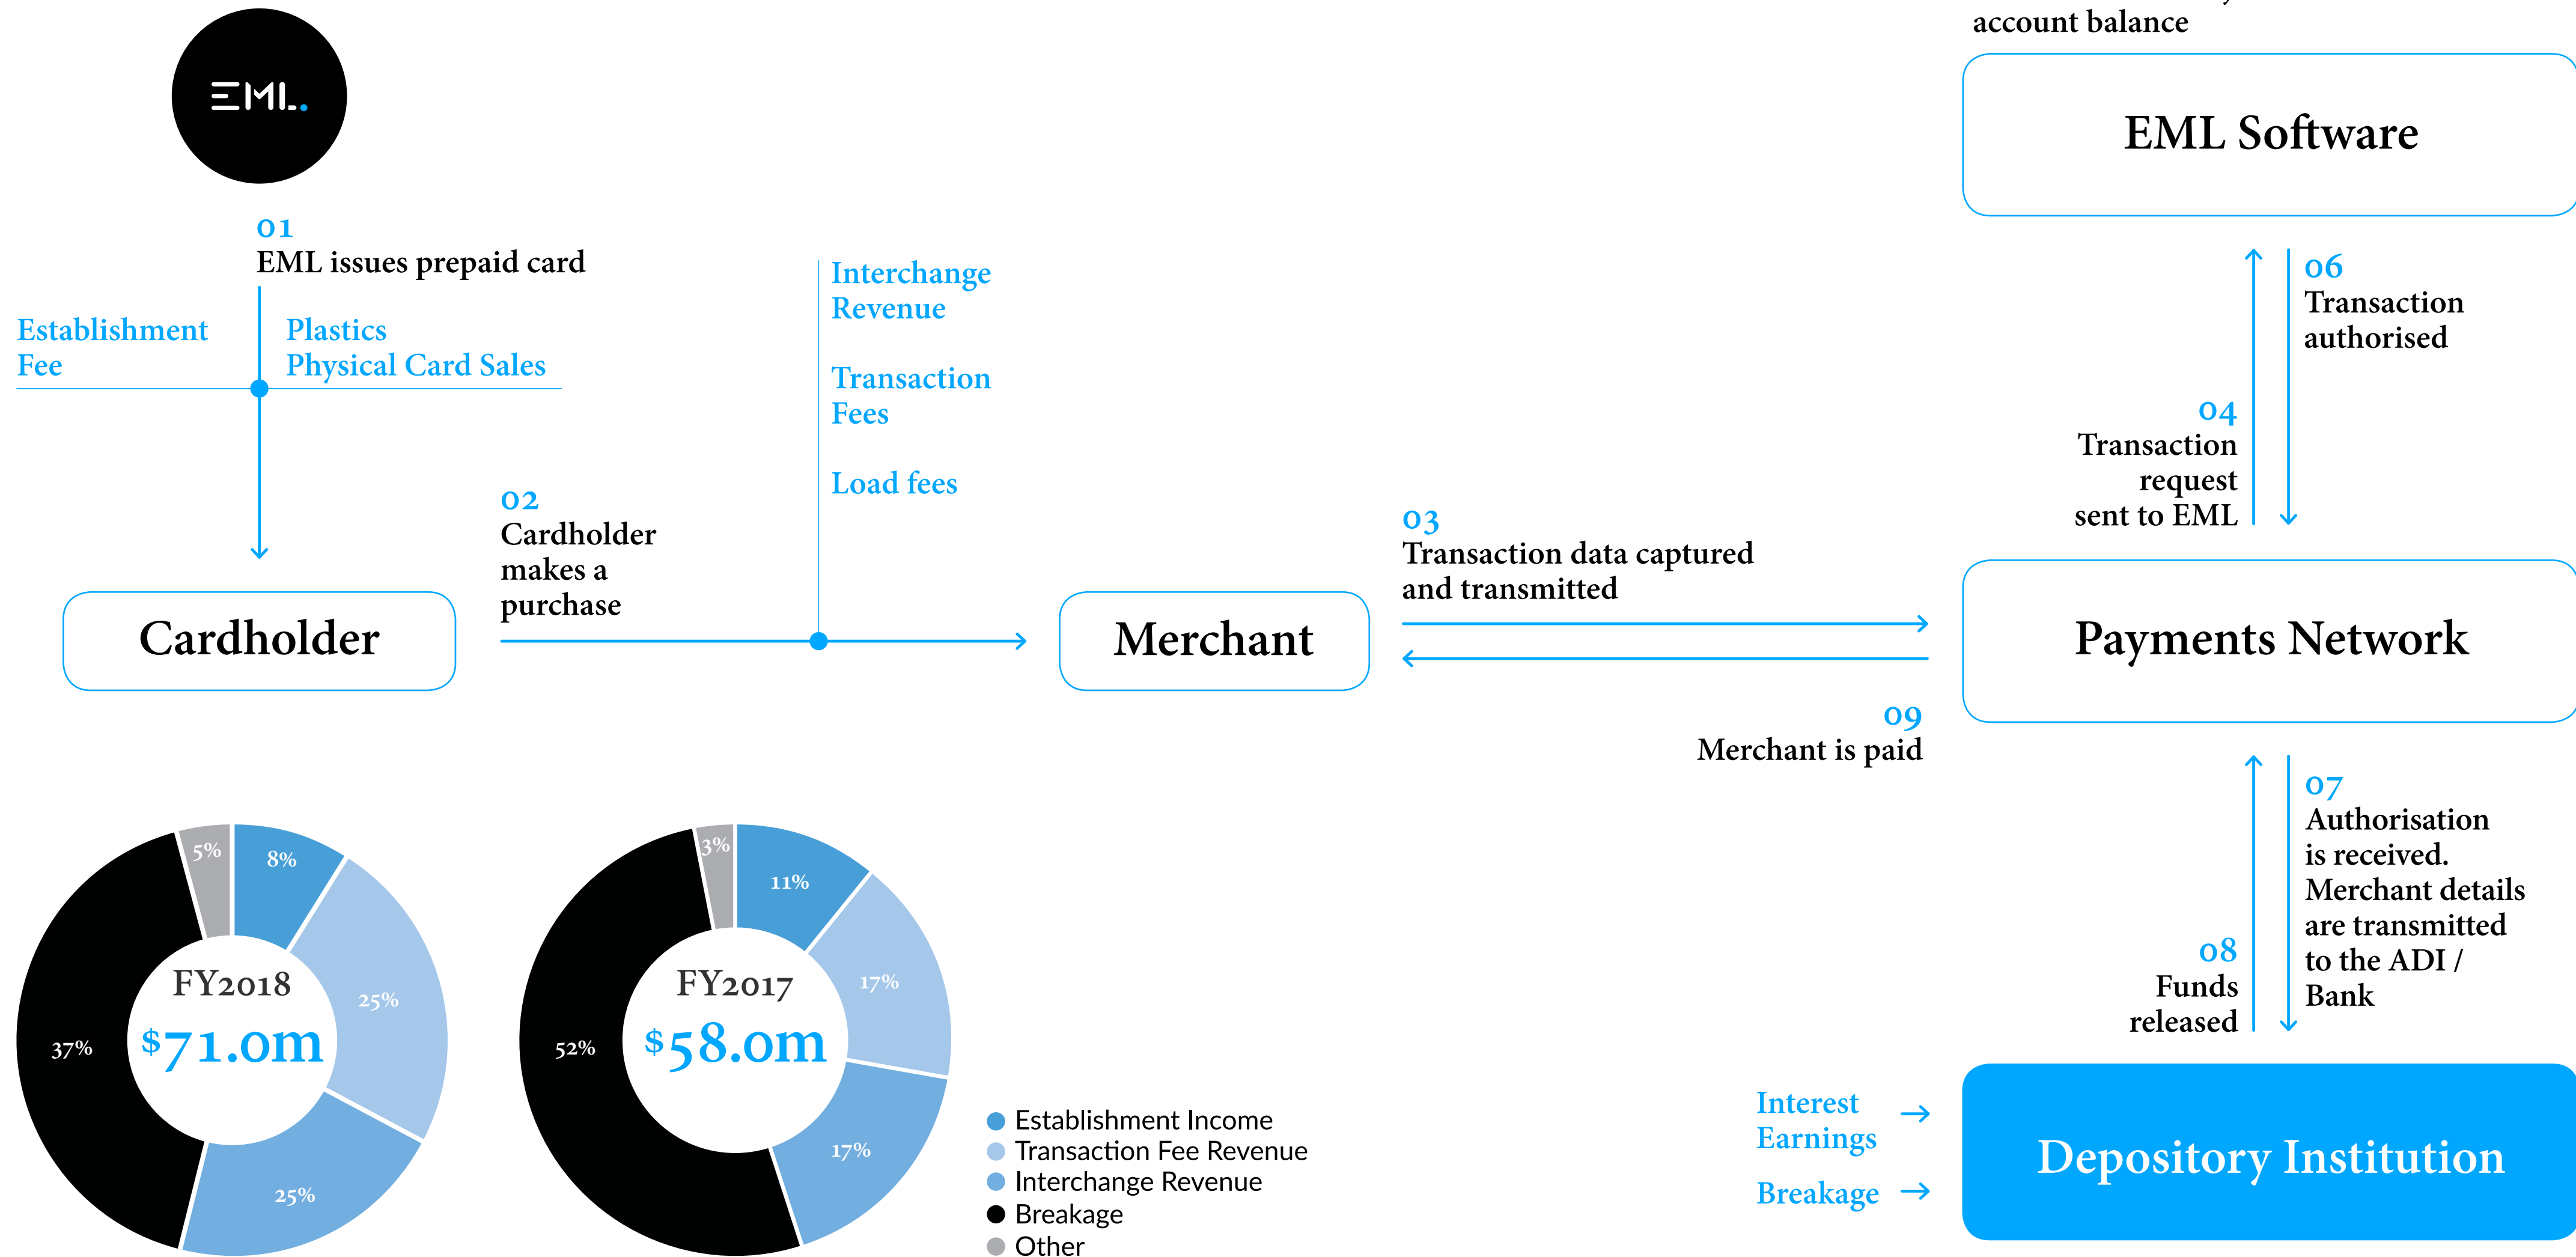 account balance
EML.
EML Software
01
EML issues prepaid card
Establishment
Fee
Plastics
Physical Card Sales
Interchange
Revenue
Transaction
Fees
Load fees
02
Cardholder
makes a
purchase
Cardholder
Merchant
03
Transaction data captured
and transmitted
04
Transaction
request
sent to EML
06
Transaction
authorised
Payments Network
09
Merchant is paid
07
Authorisation
is received.
Merchant details
are transmitted
to the ADI /
Bank
08
Funds
released
Interest
Earnings
Breakage
Depository Institution
5%
8%
25%
25%
37%
FY2018
$71.0m
3%
11%
17%
17%
52%
FY2017
$58.0m
Establishment Income
Transaction Fee Revenue
Interchange Revenue
Breakage
Other